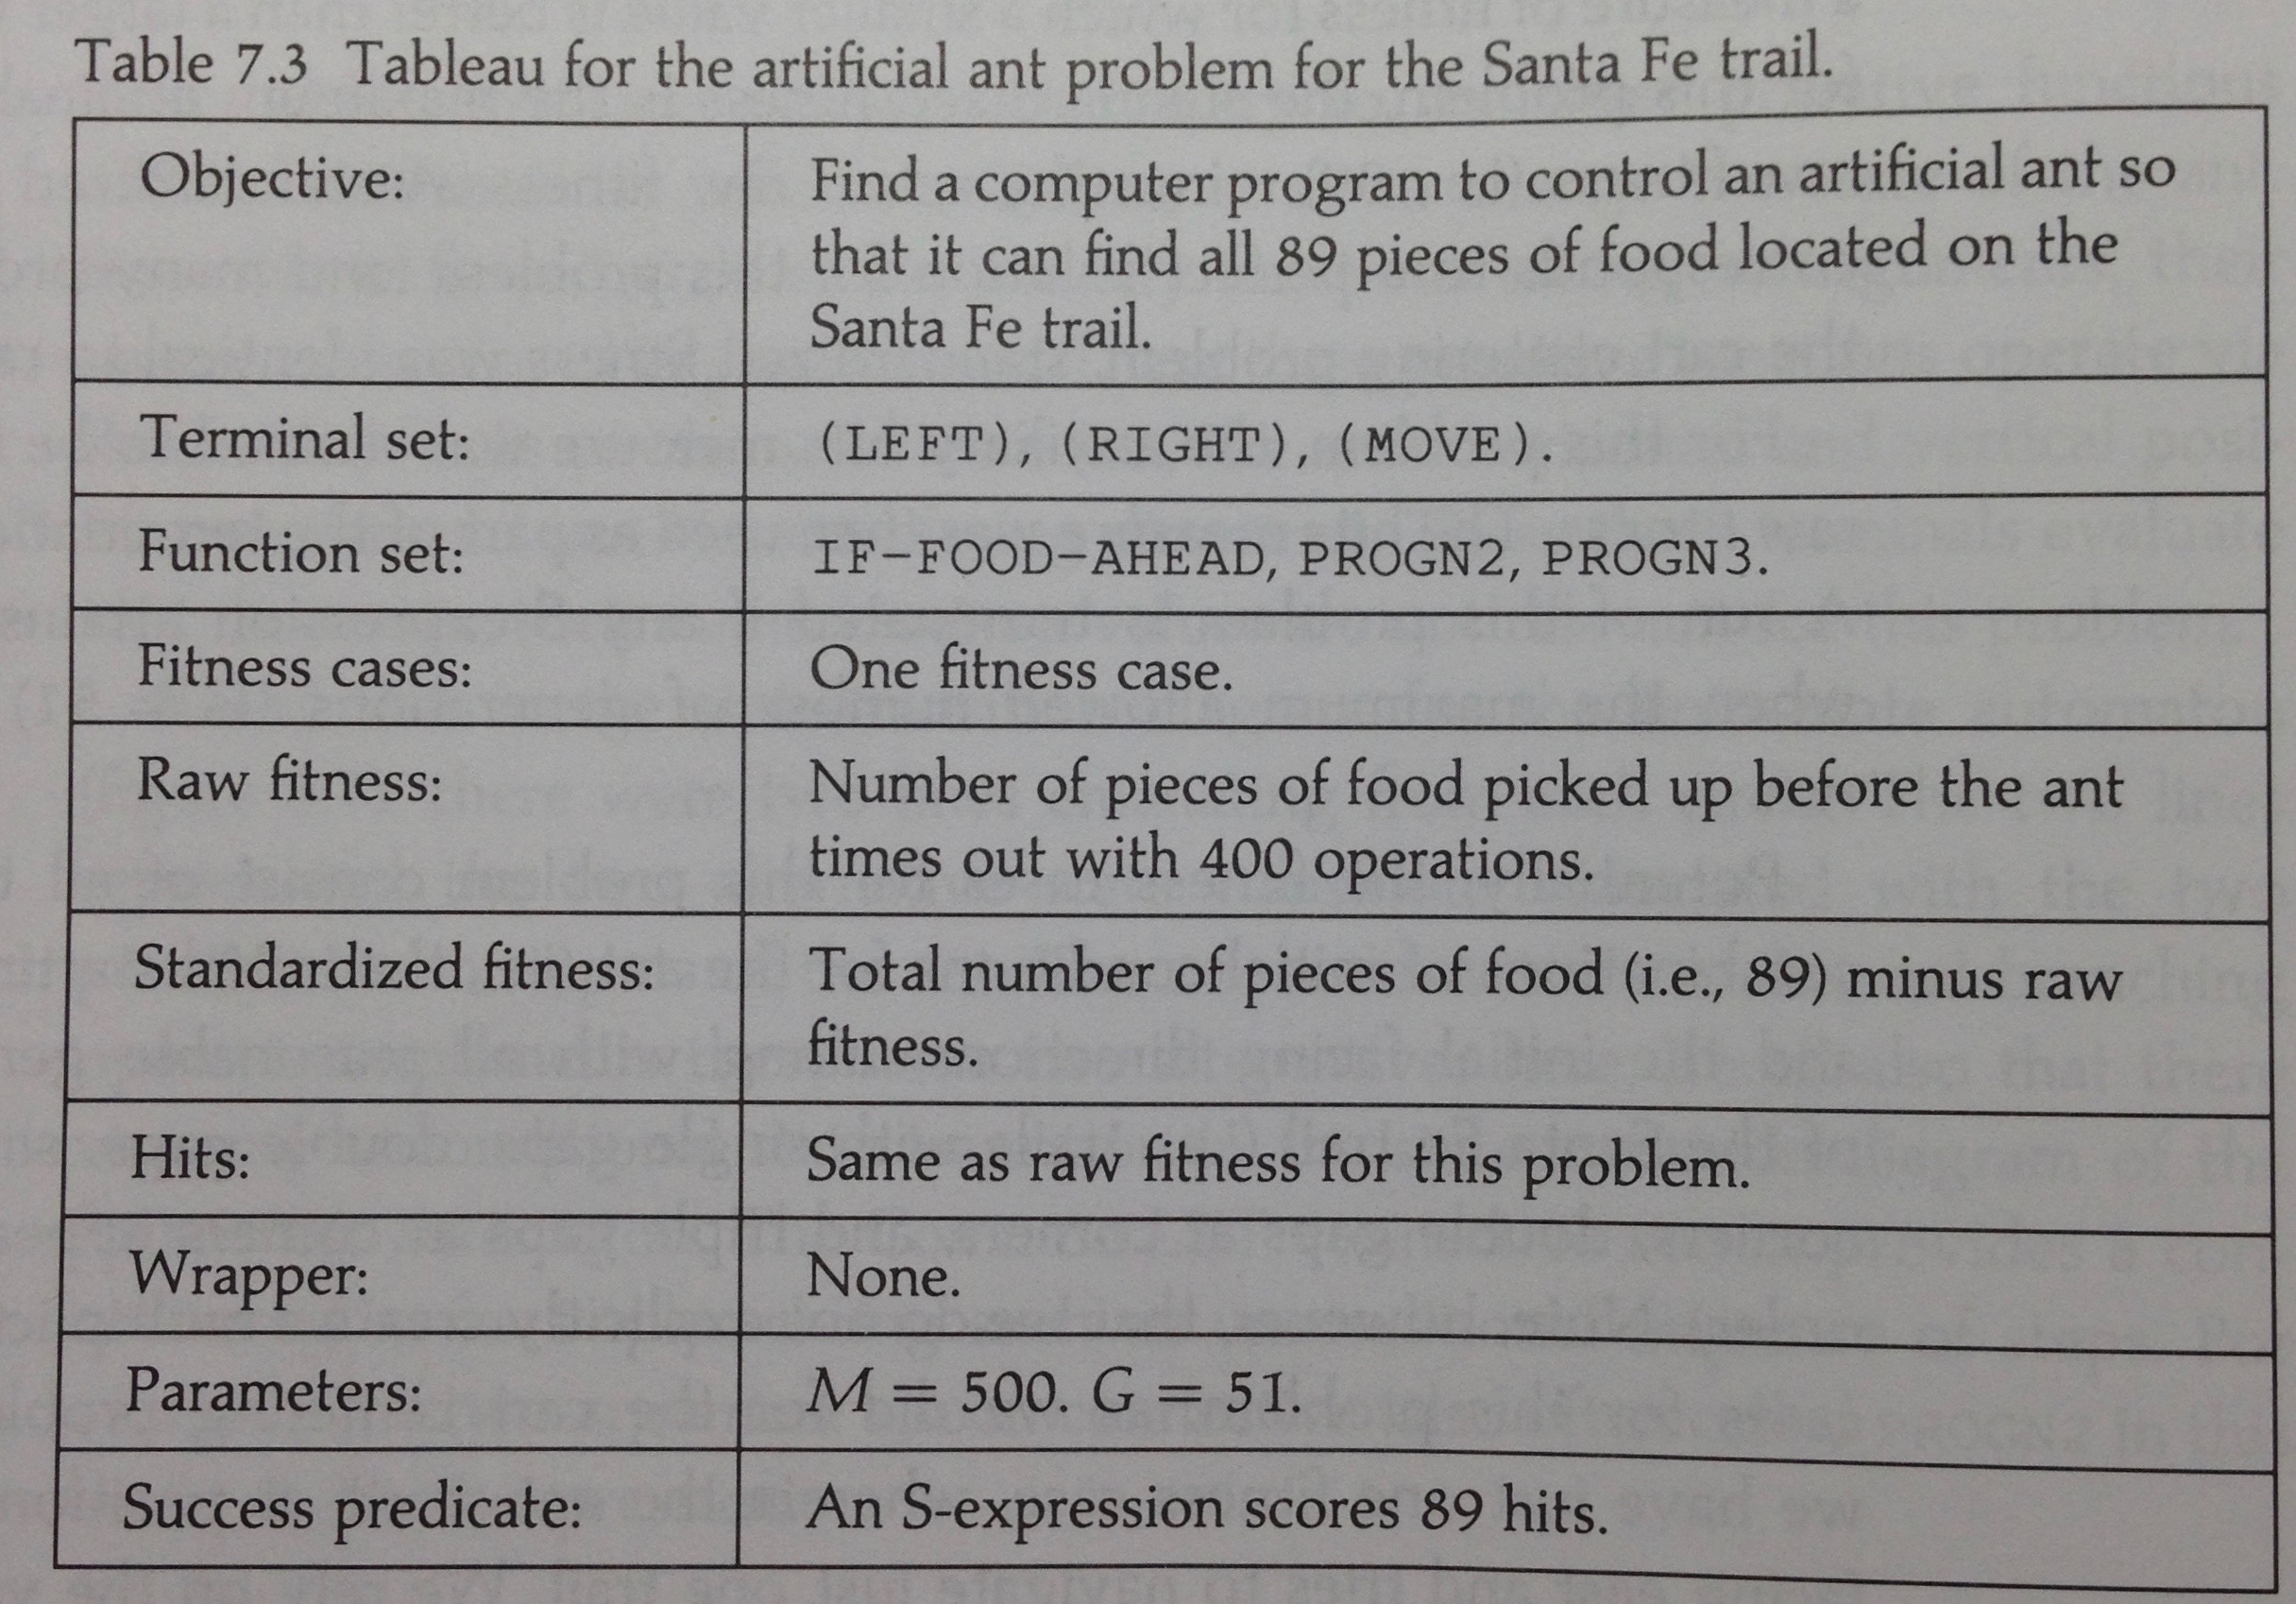 Table 7.3 Tableau for the artificial ant problem for the Santa Fe trail.
Objective:
Find a computer program to control an artificial ant so
that it can find all 89 pieces of food located on the
Santa Fe trail.
Terminal set:
(LEFT), (RIGHT), (MOVE).
Function set:
IF-FOOD-AHEAD, PROGN2, PROGN3.
Fitness cases:
One fitness case.
Raw fitness:
Number of pieces of food picked up before the ant
times out with 400 operations.
Standardized fitness:
Total number of pieces of food (i.e., 89) minus raw
fitness.
Hits:
Same as raw fitness for this problem.
Wrapper:
None.
Parameters:
M = 500. G = 51.
Success predicate:
An S-expression scores 89 hits.